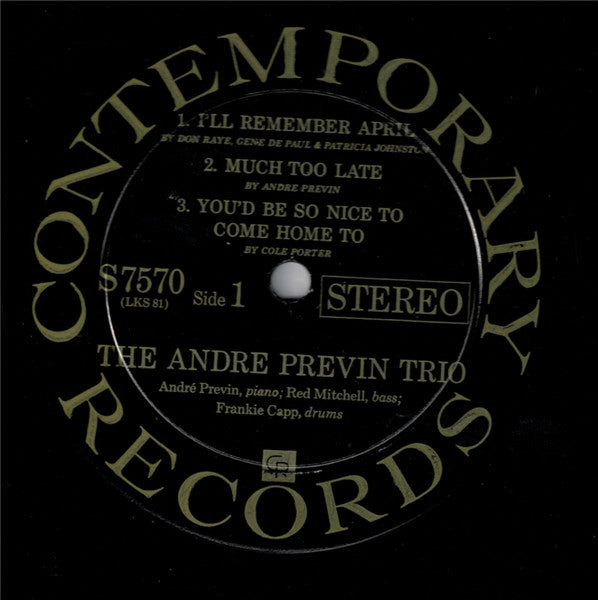 CONTEMPORARY
1. I'LL REMEMBER APRIL
BY DON RAYE, GENE DE PAUL & PATRICIA JOHNSTON
2. MUCH TOO LATE
BY ANDRE PREVIN
3. YOU'D BE SO NICE TO
COME HOME TO
BY COLE PORTER
S7570
(LKS 81)
Side 1
STEREO
THE ANDRE PREVIN TRIO
André Previn, piano; Red Mitchell, bass;
Frankie Capp, drums
CR
RECORDS